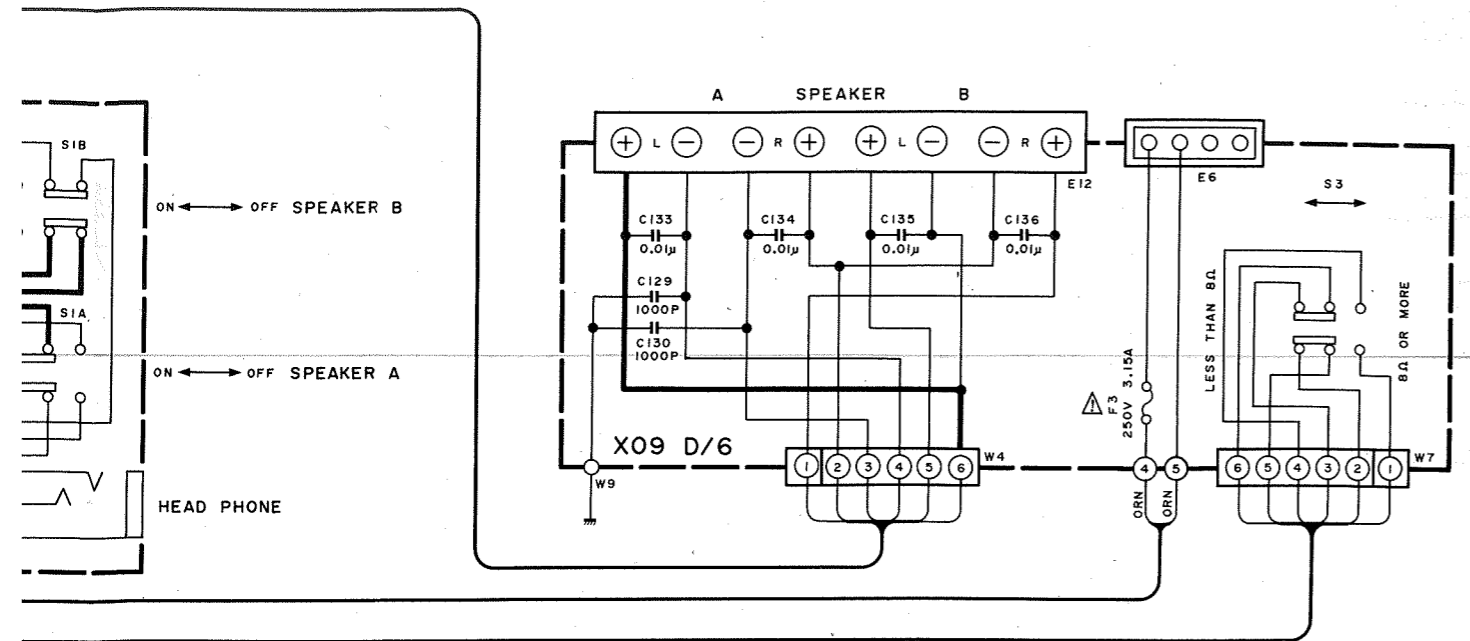 A SPEAKER B
+ L − − R + + L − − R +
E12
E6
S1B
S3
ON ↔ OFF SPEAKER B
C133
0.01μ
C134
0.01μ
C135
0.01μ
C136
0.01μ
C129
1000P
C130
1000P
S1A
ON ↔ OFF SPEAKER A
LESS THAN 8Ω
8Ω OR MORE
⚠ F3
250V 3.15A
X09 D/6
W9
1 2 3 4 5 6 W4
4 5
ORN ORN
6 5 4 3 2 1 W7
HEAD PHONE